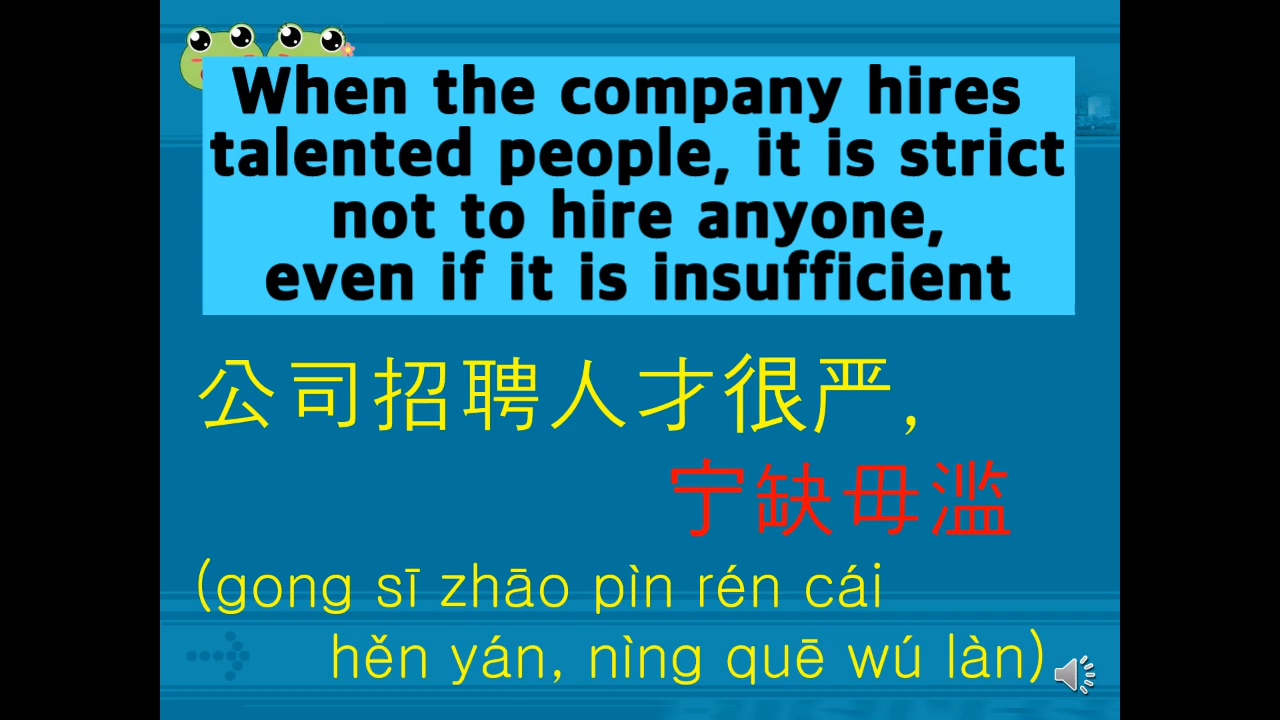 When the company hires
talented people, it is strict
not to hire anyone,
even if it is insufficient
公司招聘人才很严,
宁缺毋滥
(gong sī zhāo pìn rén cái
hěn yán, nìng quē wú làn)